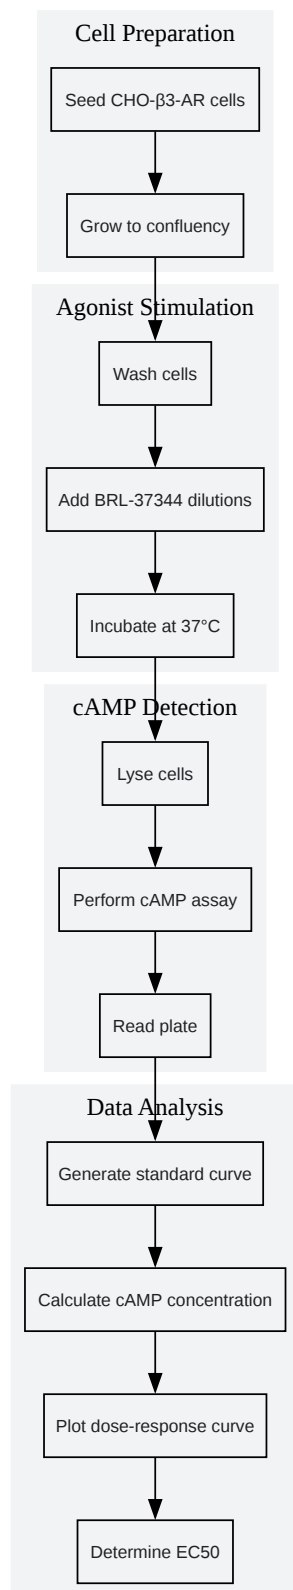 Cell Preparation
Seed CHO-β3-AR cells
Grow to confluency
Agonist Stimulation
Wash cells
Add BRL-37344 dilutions
Incubate at 37°C
cAMP Detection
Lyse cells
Perform cAMP assay
Read plate
Data Analysis
Generate standard curve
Calculate cAMP concentration
Plot dose-response curve
Determine EC50